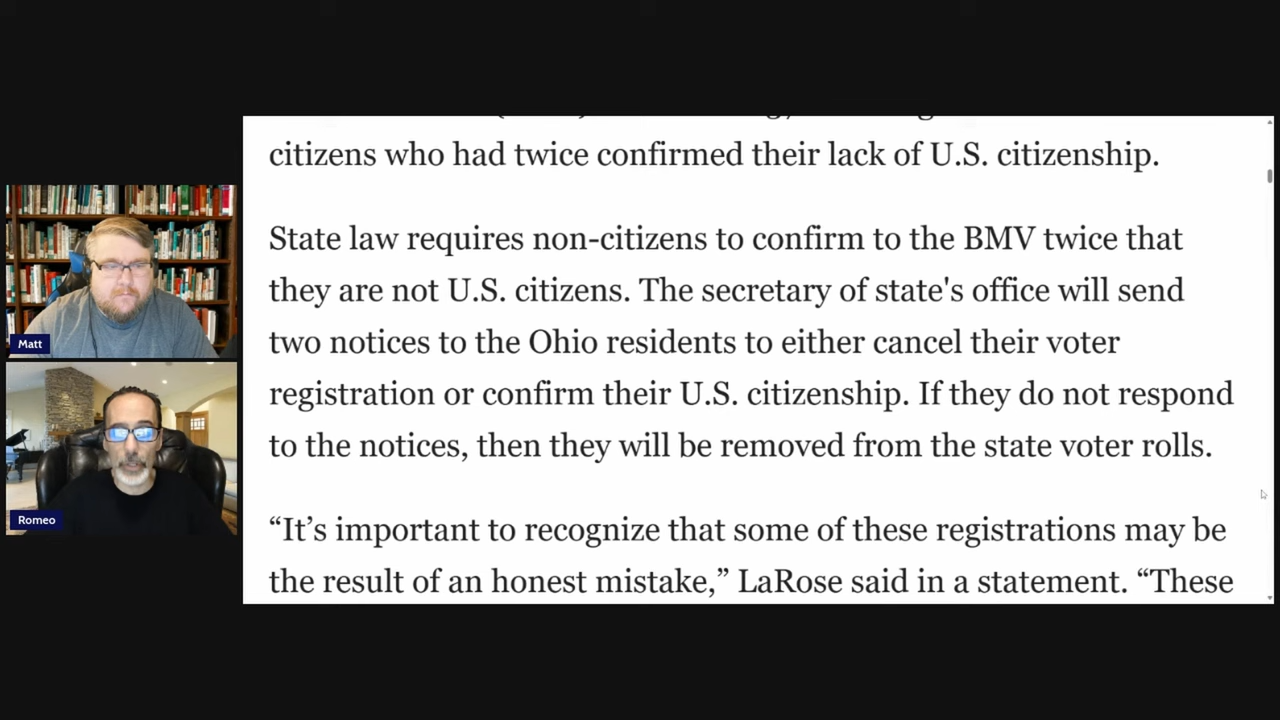 citizens who had twice confirmed their lack of U.S. citizenship.
State law requires non-citizens to confirm to the BMV twice that
they are not U.S. citizens. The secretary of state's office will send
two notices to the Ohio residents to either cancel their voter
registration or confirm their U.S. citizenship. If they do not respond
to the notices, then they will be removed from the state voter rolls.
“It’s important to recognize that some of these registrations may be
the result of an honest mistake,” LaRose said in a statement. “These
Matt
Romeo